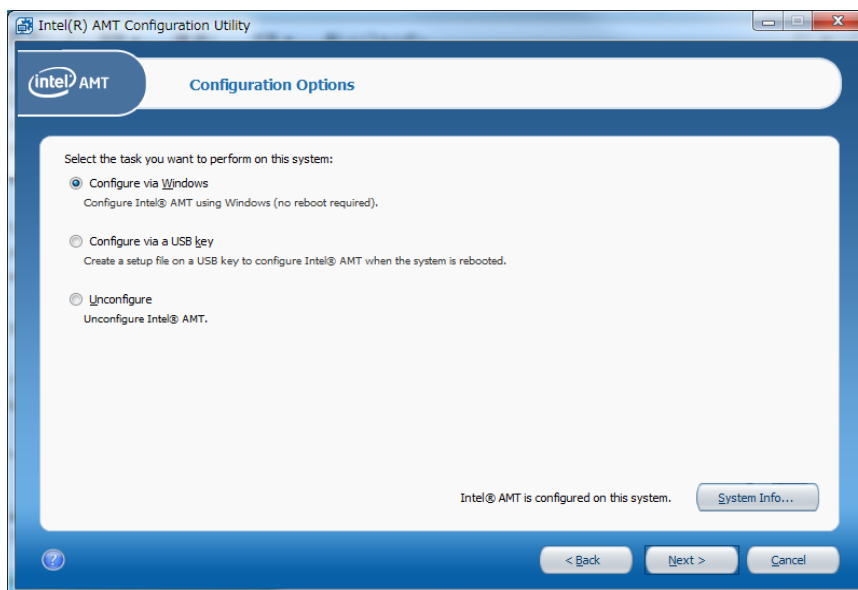 Intel(R) AMT Configuration Utility
intel AMT
Configuration Options
Select the task you want to perform on this system:
Configure via Windows
Configure Intel® AMT using Windows (no reboot required).
Configure via a USB key
Create a setup file on a USB key to configure Intel® AMT when the system is rebooted.
Unconfigure
Unconfigure Intel® AMT.
Intel® AMT is configured on this system.
System Info...
?
< Back
Next >
Cancel